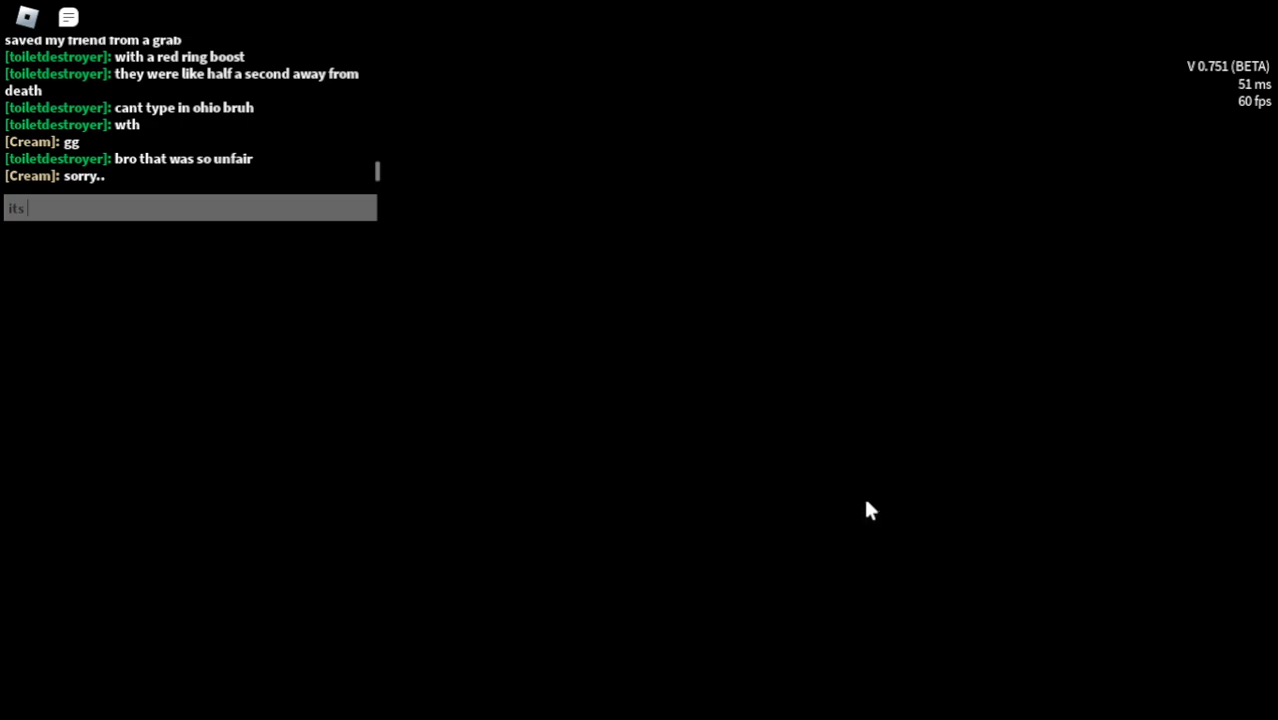 saved my friend from a grab
[toiletdestroyer]: with a red ring boost
[toiletdestroyer]: they were like half a second away from
death
[toiletdestroyer]: cant type in ohio bruh
[toiletdestroyer]: wth
[Cream]: gg
[toiletdestroyer]: bro that was so unfair
[Cream]: sorry..
its
V 0.751 (BETA)
51 ms
60 fps